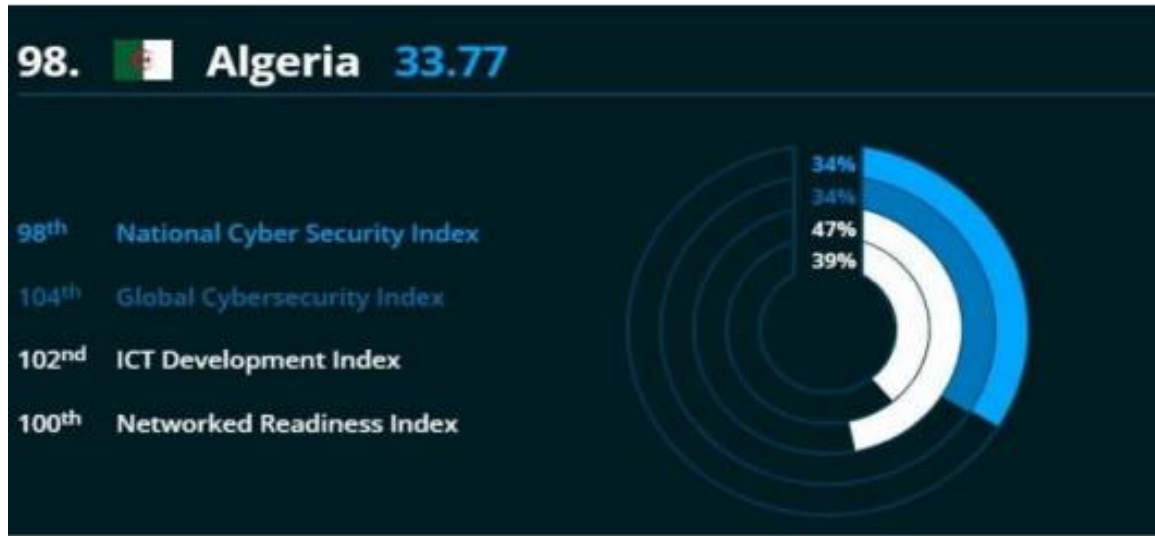 98. Algeria 33.77
98th National Cyber Security Index
104th Global Cybersecurity Index
102nd ICT Development Index
100th Networked Readiness Index
34%
34%
47%
39%